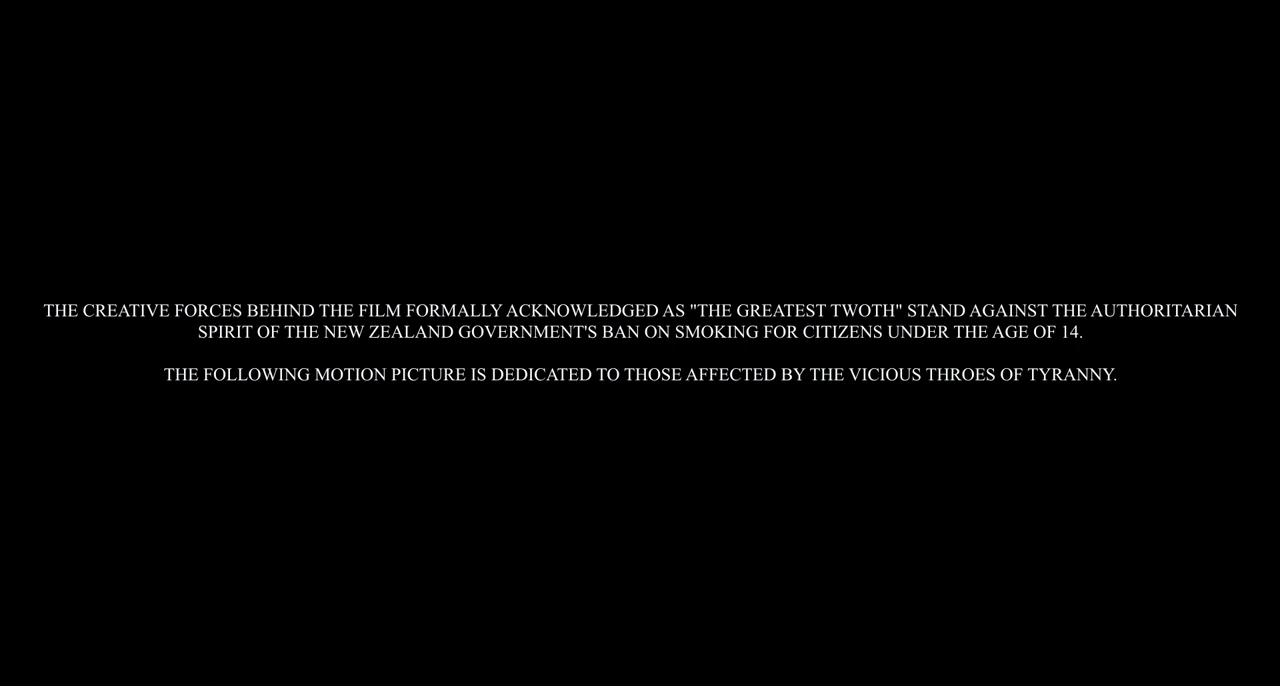 THE CREATIVE FORCES BEHIND THE FILM FORMALLY ACKNOWLEDGED AS "THE GREATEST TWOTH" STAND AGAINST THE AUTHORITARIAN
SPIRIT OF THE NEW ZEALAND GOVERNMENT'S BAN ON SMOKING FOR CITIZENS UNDER THE AGE OF 14.
THE FOLLOWING MOTION PICTURE IS DEDICATED TO THOSE AFFECTED BY THE VICIOUS THROES OF TYRANNY.